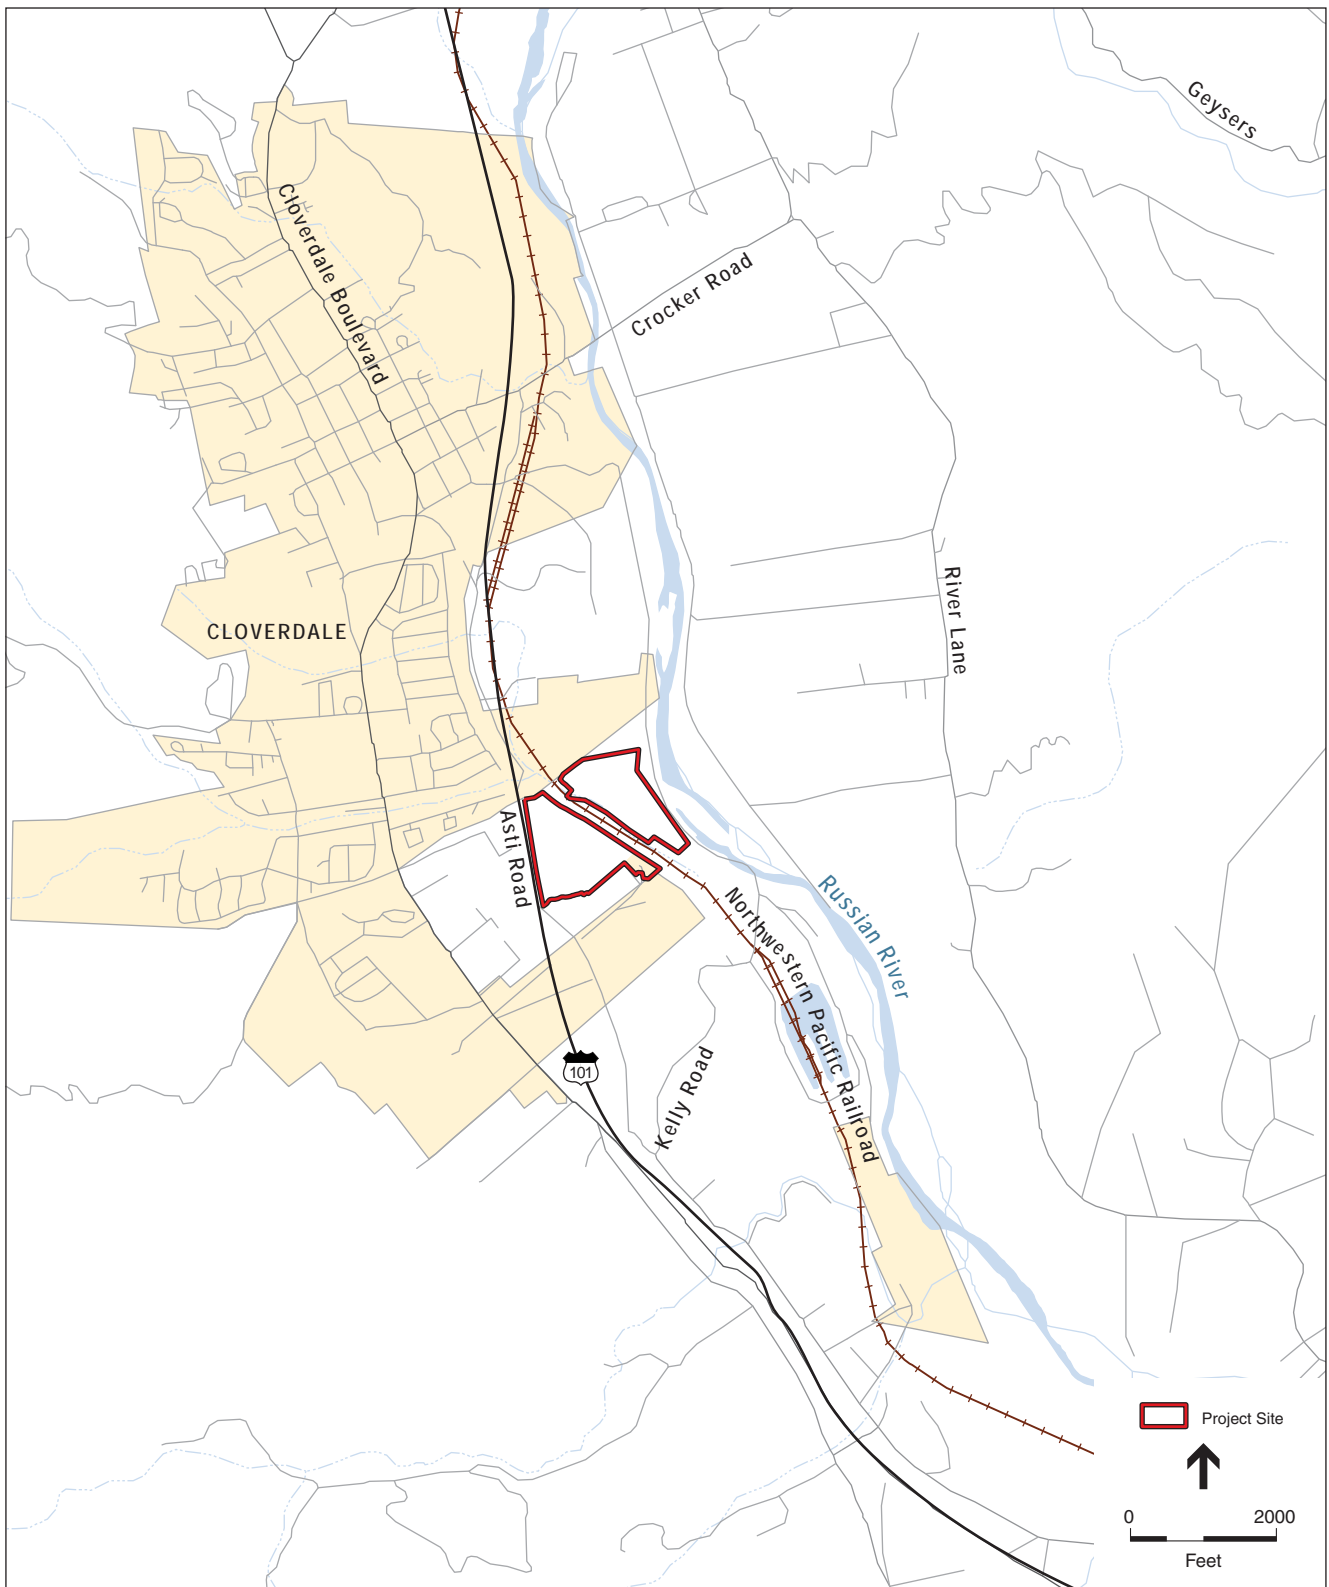 Geysers
Cloverdale Boulevard
Crocker Road
River Lane
CLOVERDALE
Asti Road
Russian River
Northwestern Pacific Railroad
Kelly Road
101
Project Site
0 2000
Feet